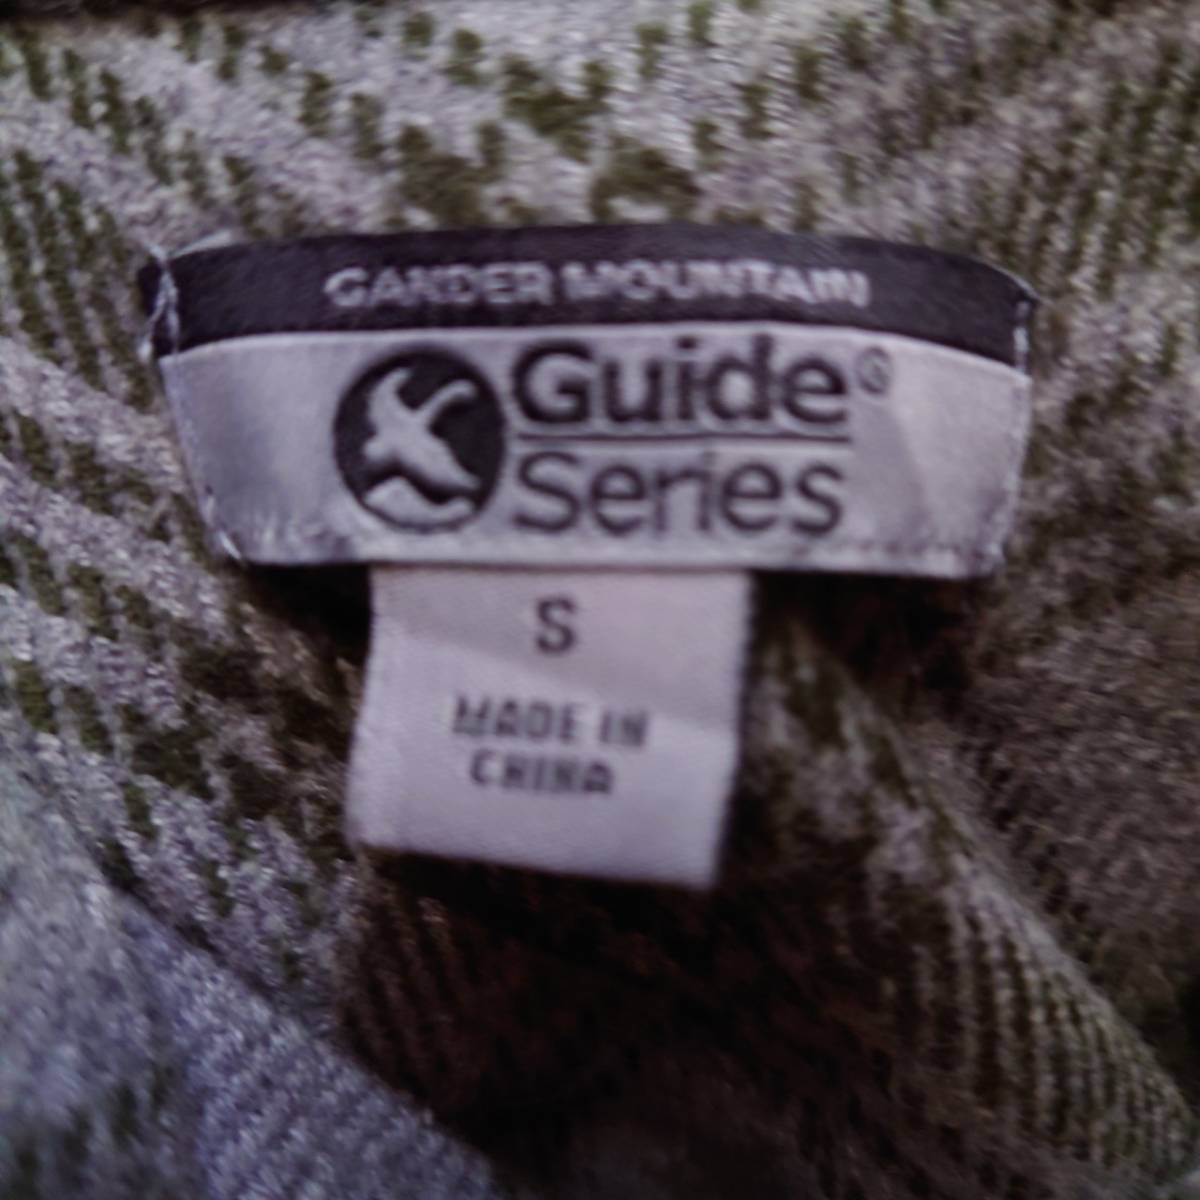 GANDER MOUNTAIN
Guide
Series
S
MADE IN
CHINA